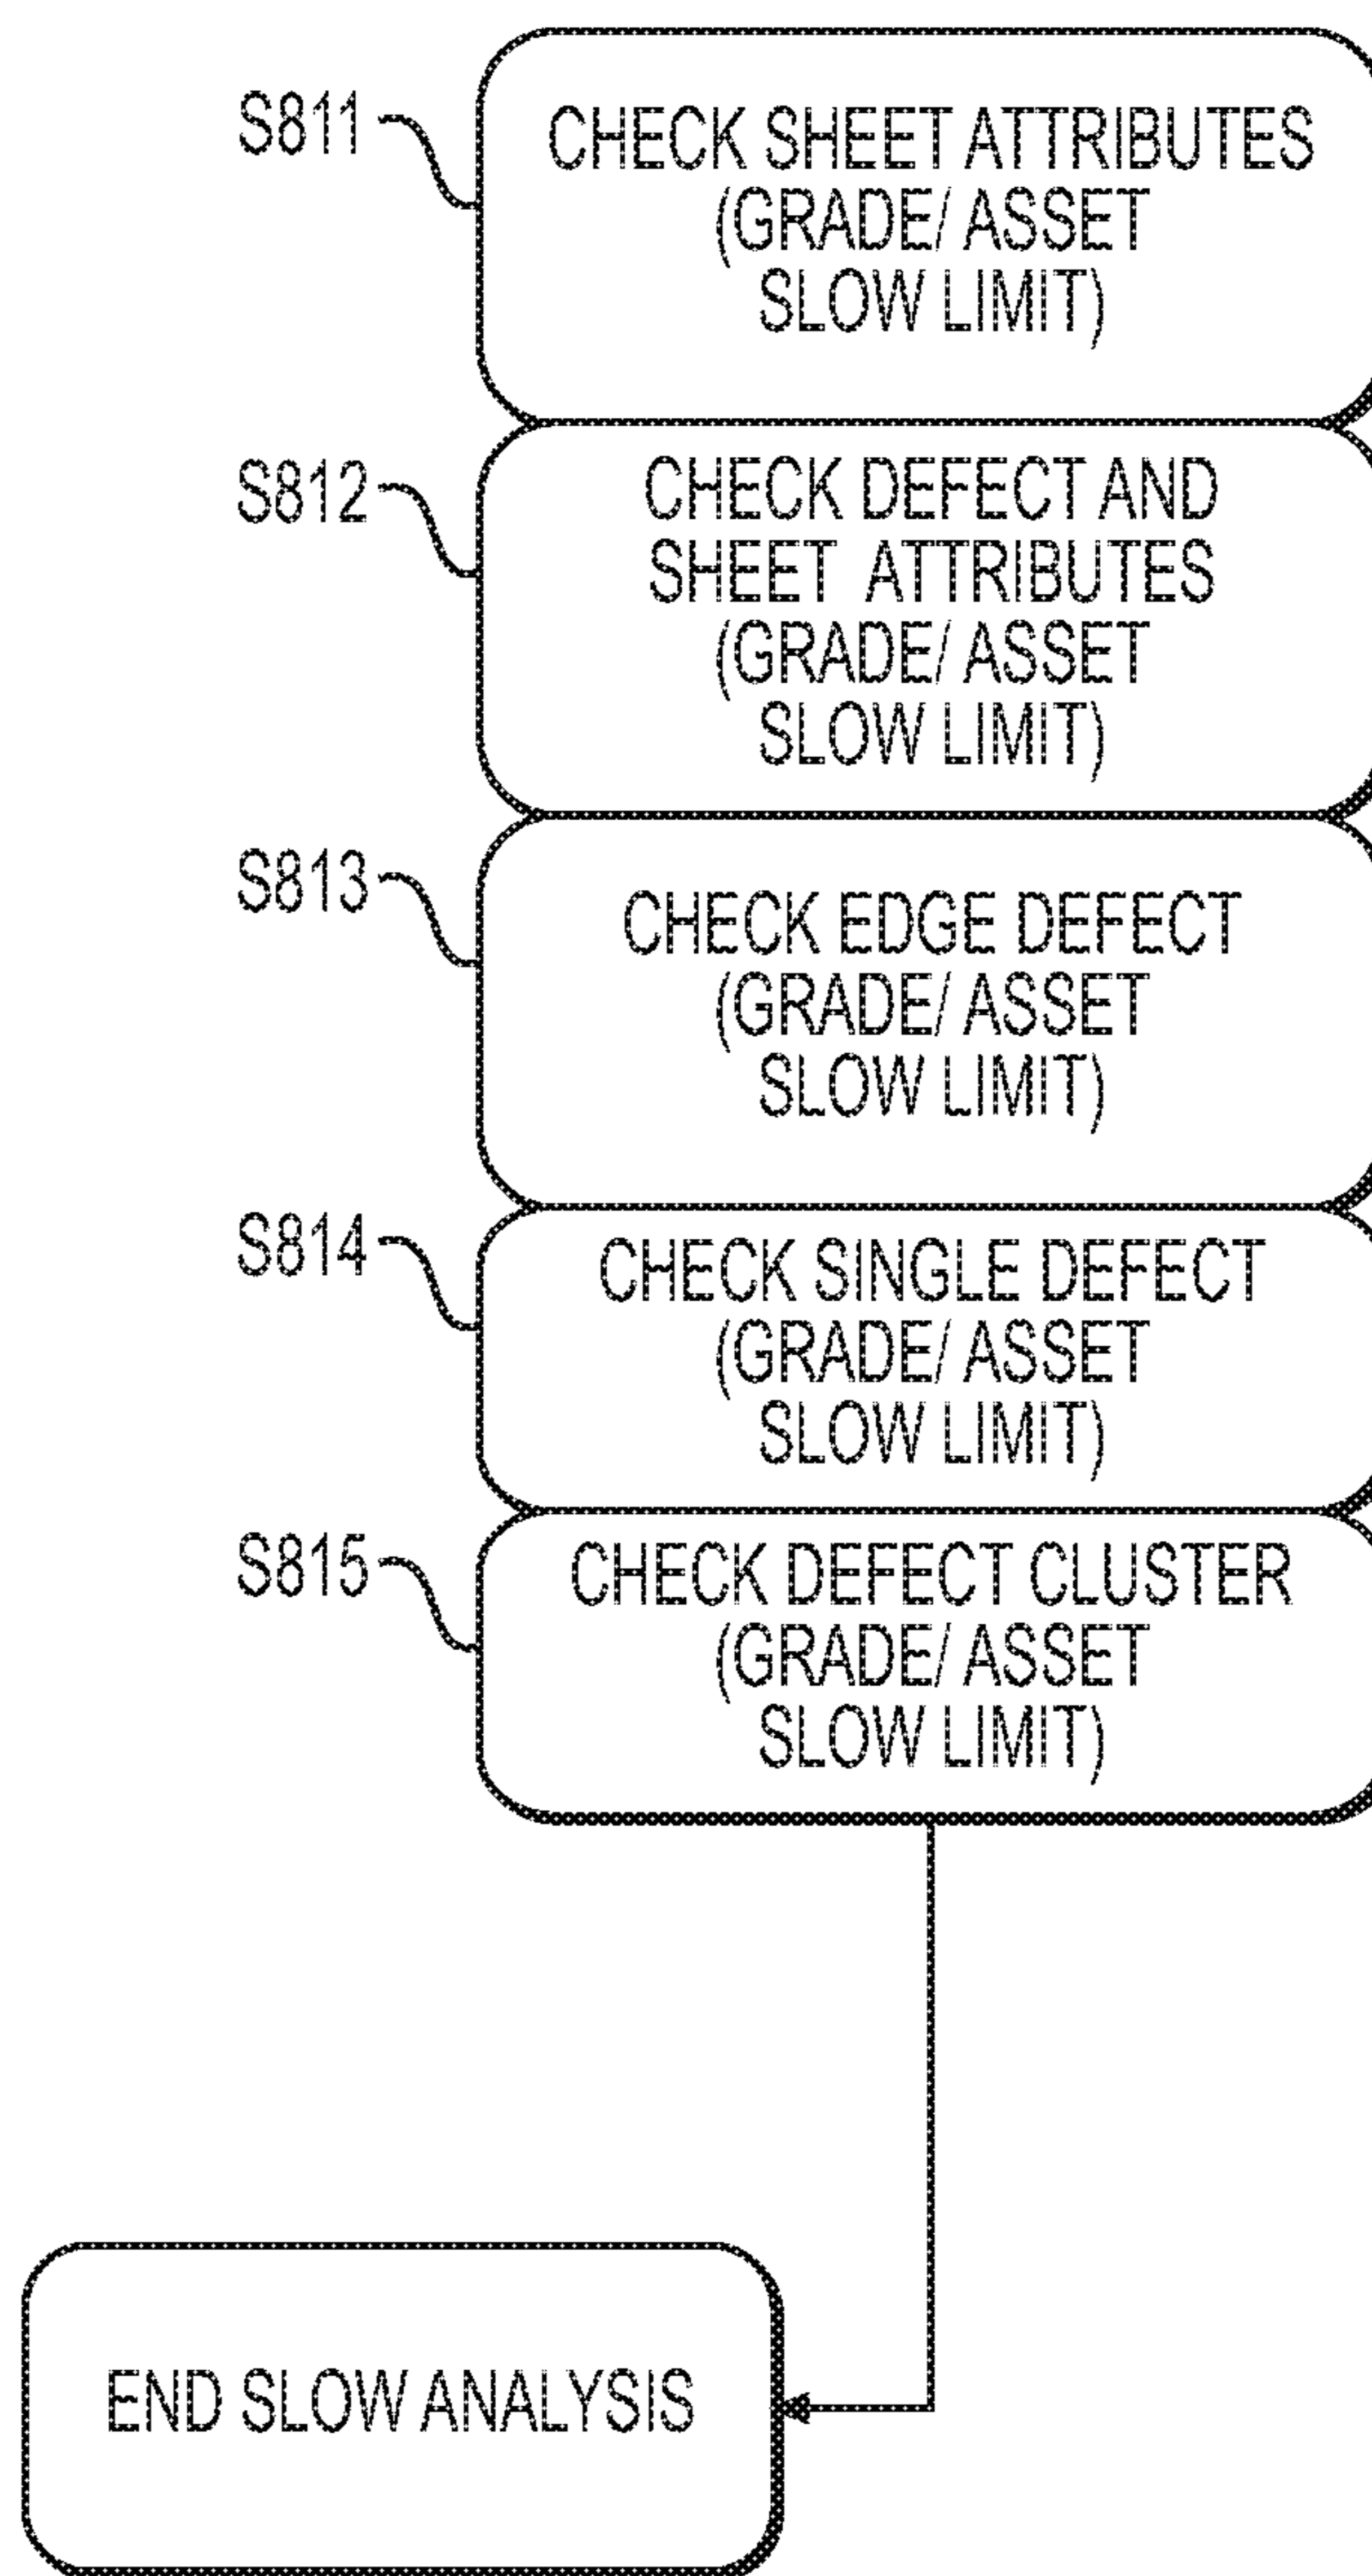 S811
CHECK SHEET ATTRIBUTES
(GRADE/ ASSET
SLOW LIMIT)
S812
CHECK DEFECT AND
SHEET ATTRIBUTES
(GRADE/ ASSET
SLOW LIMIT)
S813
CHECK EDGE DEFECT
(GRADE/ ASSET
SLOW LIMIT)
S814
CHECK SINGLE DEFECT
(GRADE/ ASSET
SLOW LIMIT)
S815
CHECK DEFECT CLUSTER
(GRADE/ ASSET
SLOW LIMIT)
END SLOW ANALYSIS